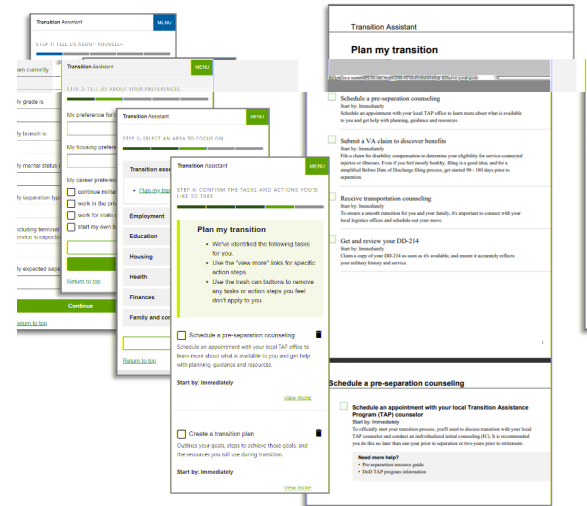 Transition Assistant
MENU
STEP 1: TELL US ABOUT YOURSELF
am currently
My grade is
My branch is
My marital status i
My separation type
cluding terminal
service is expected
My expected sepa
Continue
Return to top
Transition Assistant
MENU
STEP 2: TELL US ABOUT YOUR PREFERENCES
My preference for l
My housing prefere
My career preferen
continue milita
work in the priv
work for state o
start my own b
Return to top
Transition Assistant
MENU
STEP 3: SELECT AN AREA TO FOCUS ON
Transition esse
Plan my tra
Employment
Education
Housing
Health
Finances
Family and con
Return to top
Transition Assistant
MENU
STEP 4: CONFIRM THE TASKS AND ACTIONS YOU'D
LIKE TO TAKE
Plan my transition
• We've identified the following tasks
for you.
• Use the "view more" links for specific
action steps
• Use the trash can buttons to remove
any tasks or action steps you feel
don't apply to you.
Schedule a pre-separation counseling
Schedule an appointment with your local TAP office to
learn more about what is available to you and get help
with planning, guidance and resources.
Start by: Immediately
view more
Create a transition plan
Outlines your goals, steps to achieve those goals, and
the resources you will use during transition.
Start by: Immediately
view more
Transition Assistant
Plan my transition
Schedule a pre-separation counseling
Start by: Immediately
Schedule an appointment with your local TAP office to learn more about what is available
to you and get help with planning, guidance and resources.
Submit a VA claim to discover benefits
Start by: Immediately
File a claim for disability compensation to determine your eligibility for service-connected
injuries or illnesses. Even if you feel mostly healthy, filing is a good idea; and for a
simplified Before Date of Discharge filing process, get started 90 - 180 days prior to
separation.
Receive transportation counseling
Start by: Immediately
To ensure a smooth transition for you and your family, it's important to connect with your
local logistics offices and schedule out your move.
Get and review your DD-214
Start by: Immediately
Claim a copy of your DD-214 as soon as it's available, and ensure it accurately reflects
your military history and service.
1
Schedule a pre-separation counseling
Schedule an appointment with your local Transition Assistance
Program (TAP) counselor
Start by: Immediately
To officially start your transition process, you'll need to discuss transition with your local
TAP counselor and conduct an individualized initial counseling (IC). It is recommended
you do this no later than one year prior to separation or two-years prior to retirement.
Need more help?
• Pre-separation resource guide
• DoD TAP program information